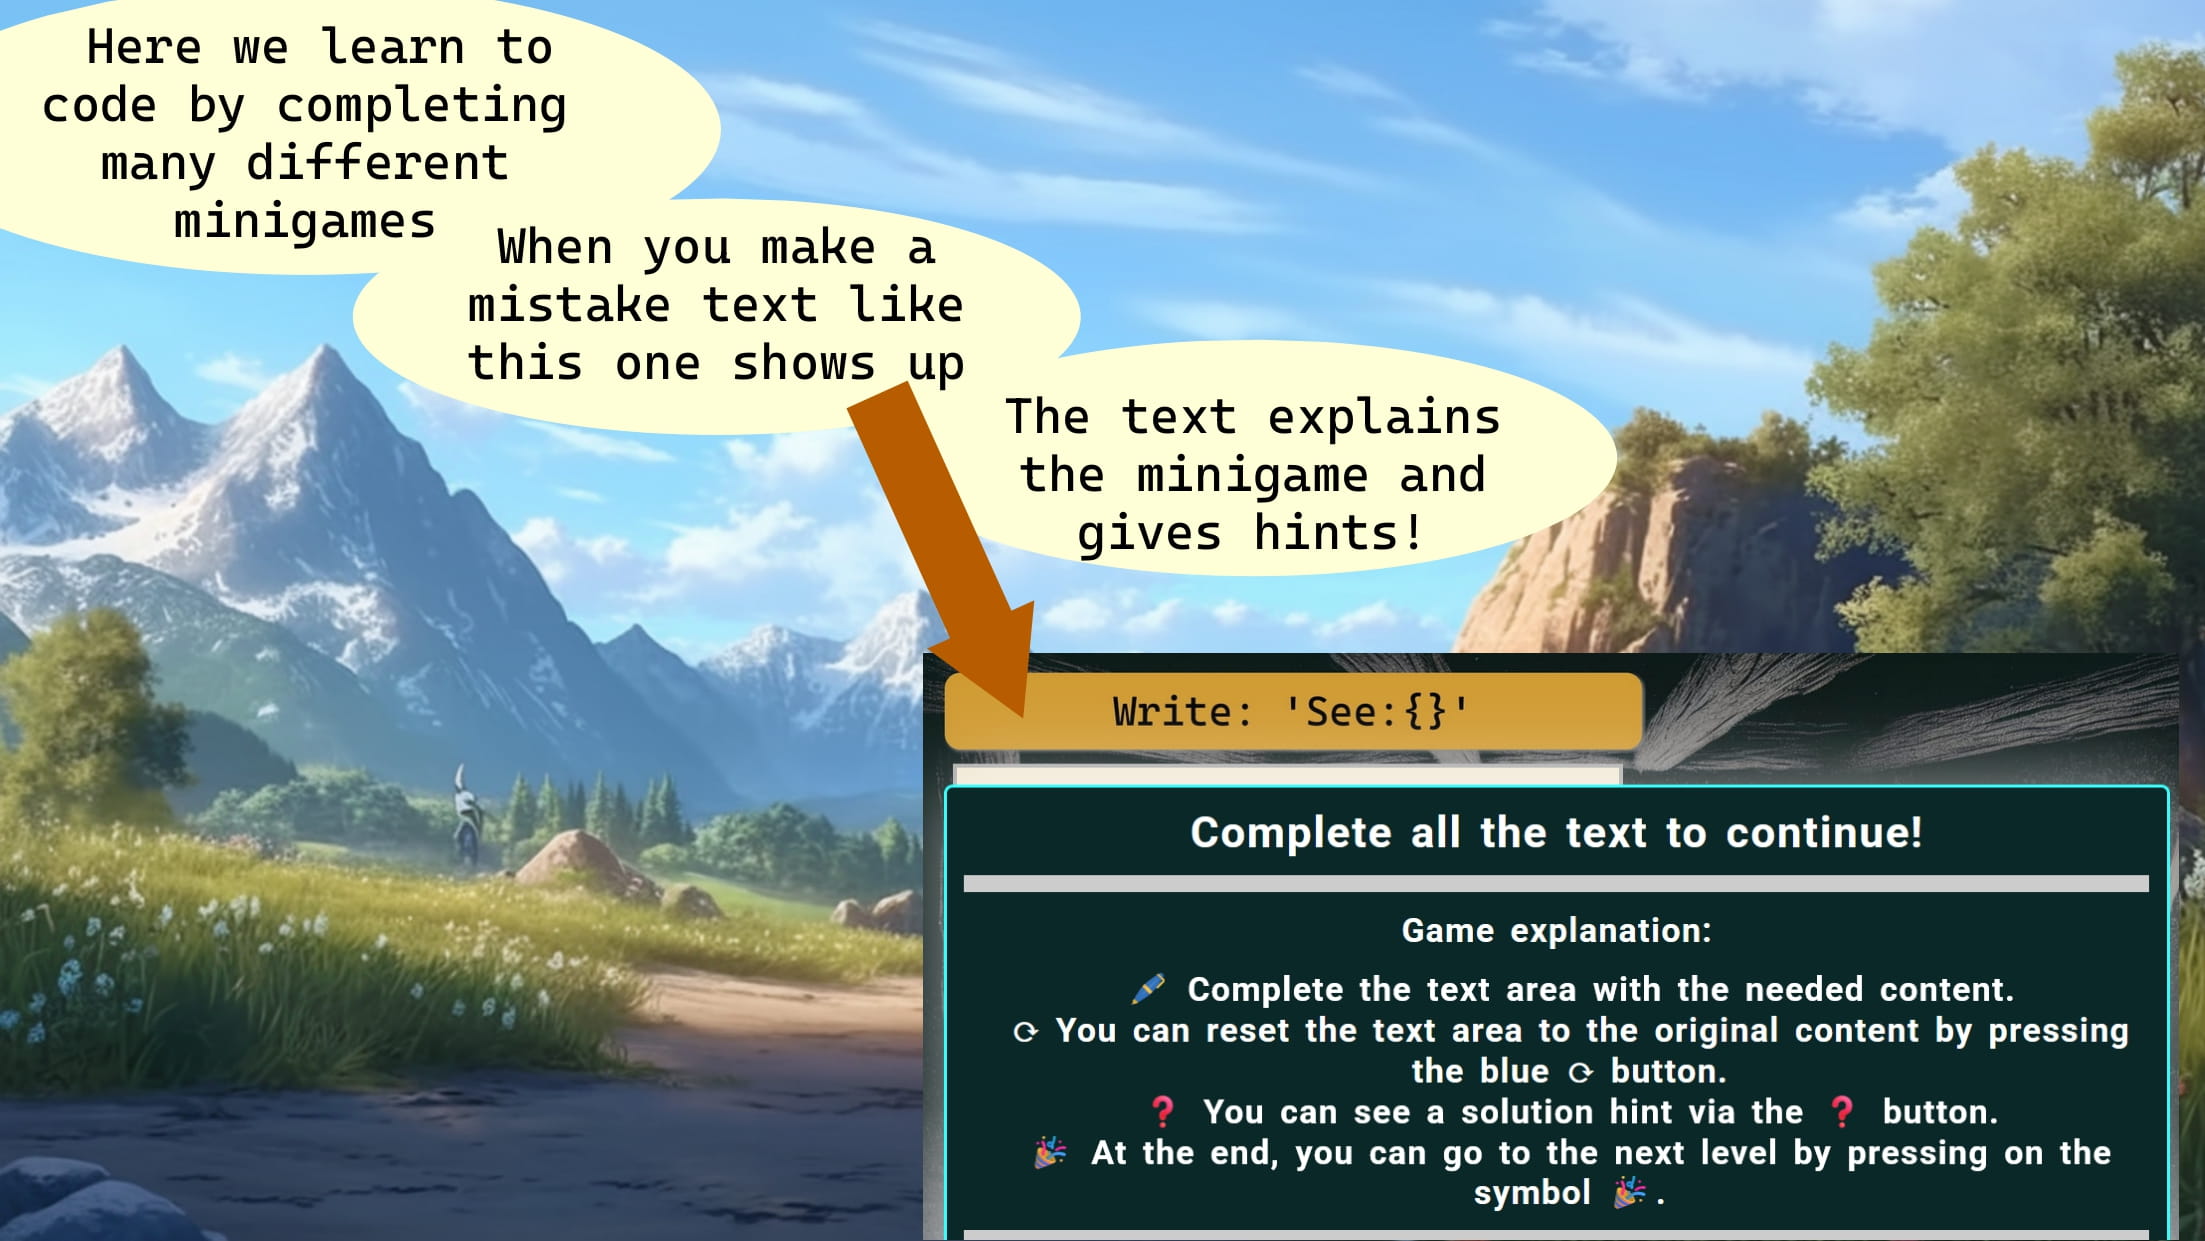 Here we learn to
code by completing
many different
minigames
When you make a
mistake text like
this one shows up
The text explains
the minigame and
gives hints!
Write: 'See:{}'
Complete all the text to continue!
Game explanation:
🖊️ Complete the text area with the needed content.
⟳ You can reset the text area to the original content by pressing
the blue ⟳ button.
❓ You can see a solution hint via the ❓ button.
🎉 At the end, you can go to the next level by pressing on the
symbol 🎉.